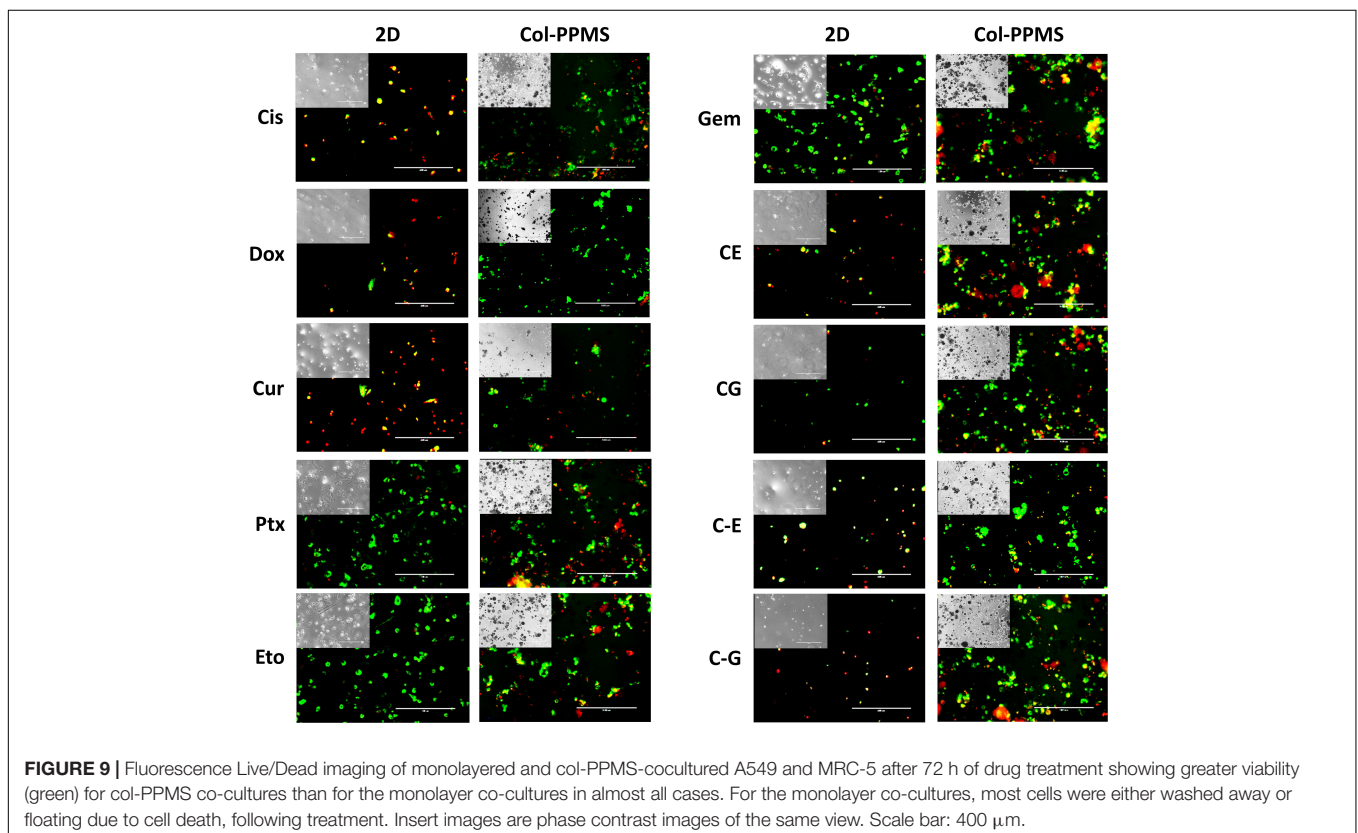 2D Col-PPMS 2D Col-PPMS
Cis Gem
Dox CE
Cur CG
Ptx C-E
Eto C-G
FIGURE 9 | Fluorescence Live/Dead imaging of monolayered and col-PPMS-cocultured A549 and MRC-5 after 72 h of drug treatment showing greater viability
(green) for col-PPMS co-cultures than for the monolayer co-cultures in almost all cases. For the monolayer co-cultures, most cells were either washed away or
floating due to cell death, following treatment. Insert images are phase contrast images of the same view. Scale bar: 400 μm.